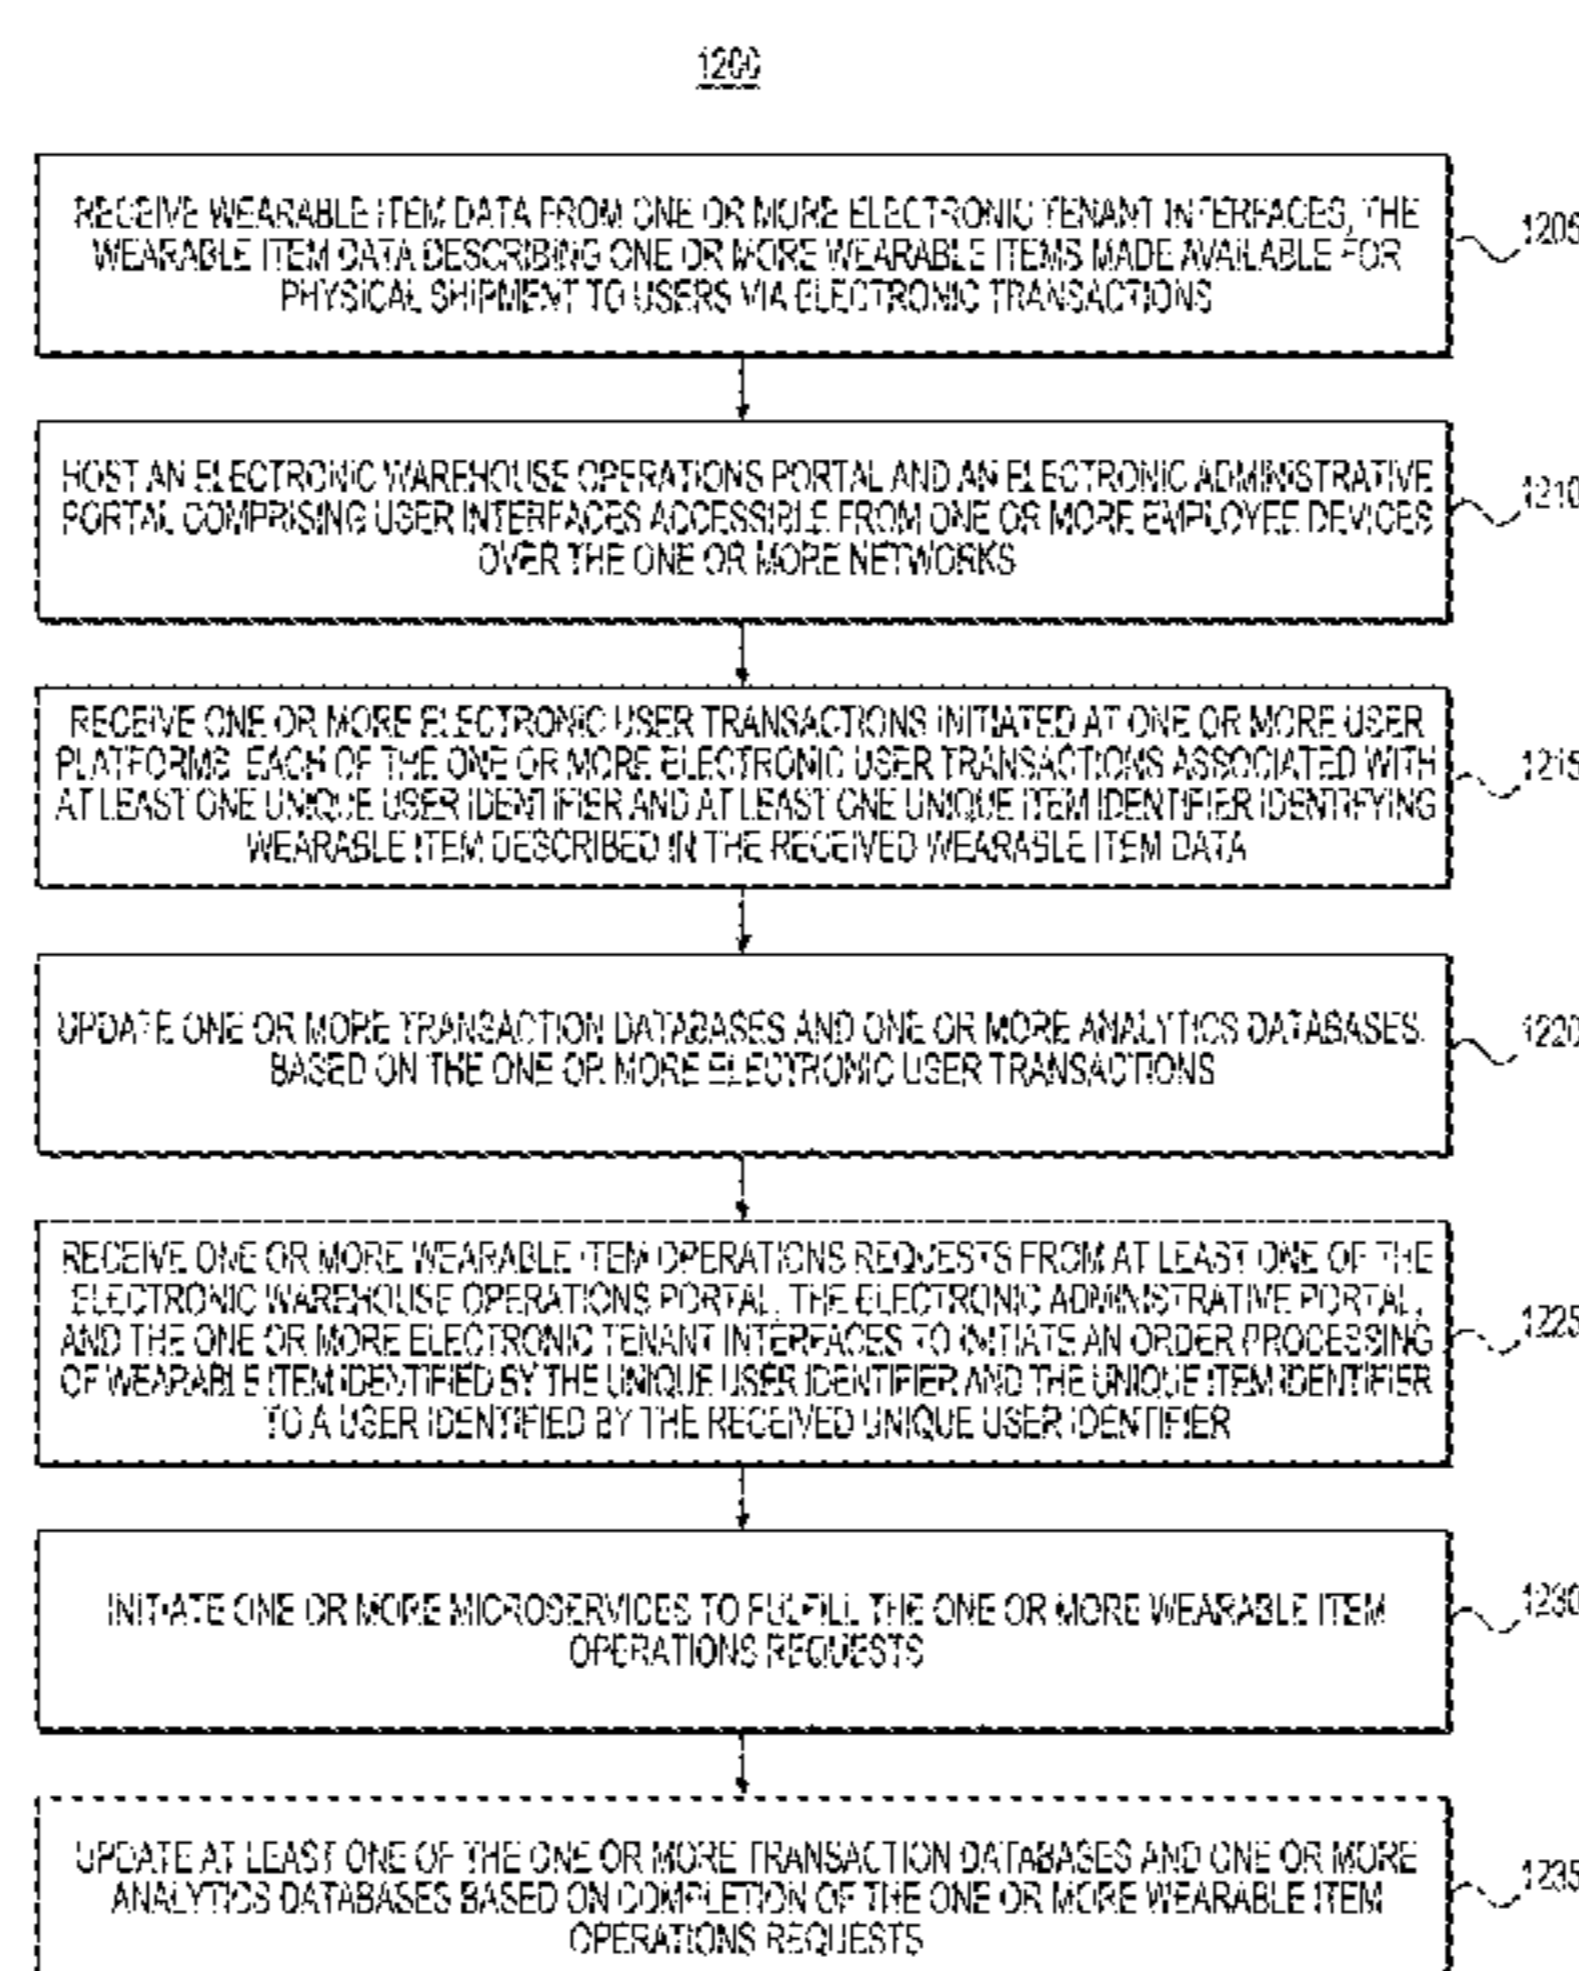 1200
RECEIVE WEARABLE ITEM DATA FROM ONE OR MORE ELECTRONIC TENANT INTERFACES, THE
WEARABLE ITEM DATA DESCRIBING ONE OR MORE WEARABLE ITEMS MADE AVAILABLE FOR
PHYSICAL SHIPMENT TO USERS VIA ELECTRONIC TRANSACTIONS
1205
HOST AN ELECTRONIC WAREHOUSE OPERATIONS PORTAL AND AN ELECTRONIC ADMINISTRATIVE
PORTAL COMPRISING USER INTERFACES ACCESSIBLE FROM ONE OR MORE EMPLOYEE DEVICES
OVER THE ONE OR MORE NETWORKS
1210
RECEIVE ONE OR MORE ELECTRONIC USER TRANSACTIONS INITIATED AT ONE OR MORE USER
PLATFORMS, EACH OF THE ONE OR MORE ELECTRONIC USER TRANSACTIONS ASSOCIATED WITH
AT LEAST ONE UNIQUE USER IDENTIFIER AND AT LEAST ONE UNIQUE ITEM IDENTIFIER IDENTIFYING
WEARABLE ITEM DESCRIBED IN THE RECEIVED WEARABLE ITEM DATA
1215
UPDATE ONE OR MORE TRANSACTION DATABASES AND ONE OR MORE ANALYTICS DATABASES,
BASED ON THE ONE OR MORE ELECTRONIC USER TRANSACTIONS
1220
RECEIVE ONE OR MORE WEARABLE ITEM OPERATIONS REQUESTS FROM AT LEAST ONE OF THE
ELECTRONIC WAREHOUSE OPERATIONS PORTAL, THE ELECTRONIC ADMINISTRATIVE PORTAL,
AND THE ONE OR MORE ELECTRONIC TENANT INTERFACES TO INITIATE AN ORDER PROCESSING
OF WEARABLE ITEM IDENTIFIED BY THE UNIQUE USER IDENTIFIER AND THE UNIQUE ITEM IDENTIFIER
TO A USER IDENTIFIED BY THE RECEIVED UNIQUE USER IDENTIFIER
1225
INITIATE ONE OR MORE MICROSERVICES TO FULFILL THE ONE OR MORE WEARABLE ITEM
OPERATIONS REQUESTS
1230
UPDATE AT LEAST ONE OF THE ONE OR MORE TRANSACTION DATABASES AND ONE OR MORE
ANALYTICS DATABASES BASED ON COMPLETION OF THE ONE OR MORE WEARABLE ITEM
OPERATIONS REQUESTS
1235